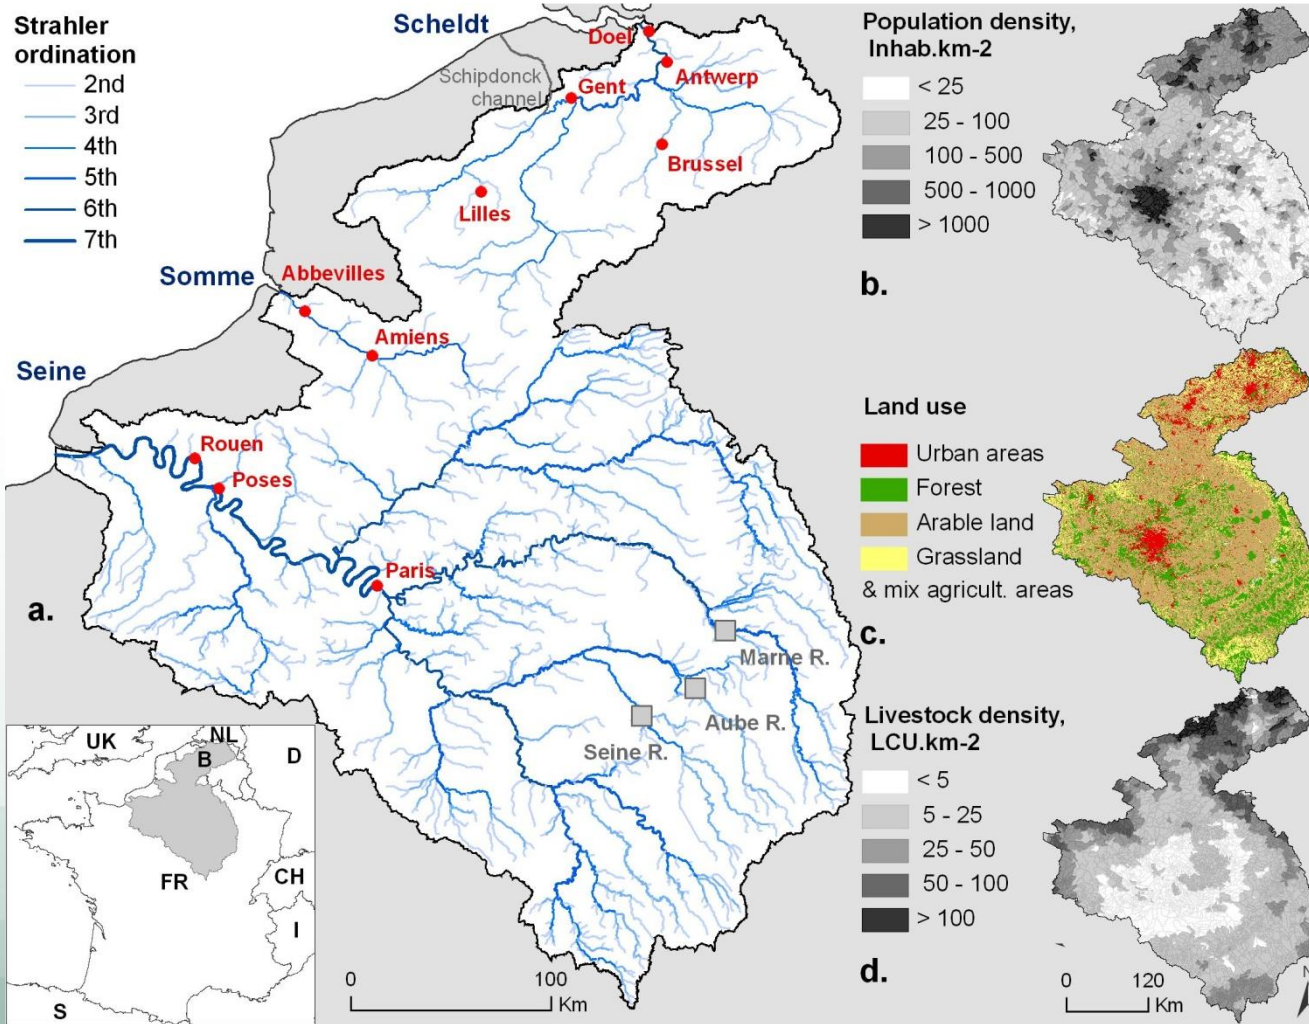 Strahler
ordination
2nd
3rd
4th
5th
6th
7th
Scheldt
Schipdonck
channel
Doel
Antwerp
Gent
Brussel
Lilles
Somme
Abbevilles
Amiens
Seine
Rouen
Poses
Paris
a.
Marne R.
Aube R.
Seine R.
UK
NL
B
D
FR
CH
I
S
0
100
Km
Population density,
Inhab.km-2
< 25
25 - 100
100 - 500
500 - 1000
> 1000
b.
Land use
Urban areas
Forest
Arable land
Grassland
& mix agricult. areas
c.
Livestock density,
LCU.km-2
< 5
5 - 25
25 - 50
50 - 100
> 100
d.
0
120
Km
N